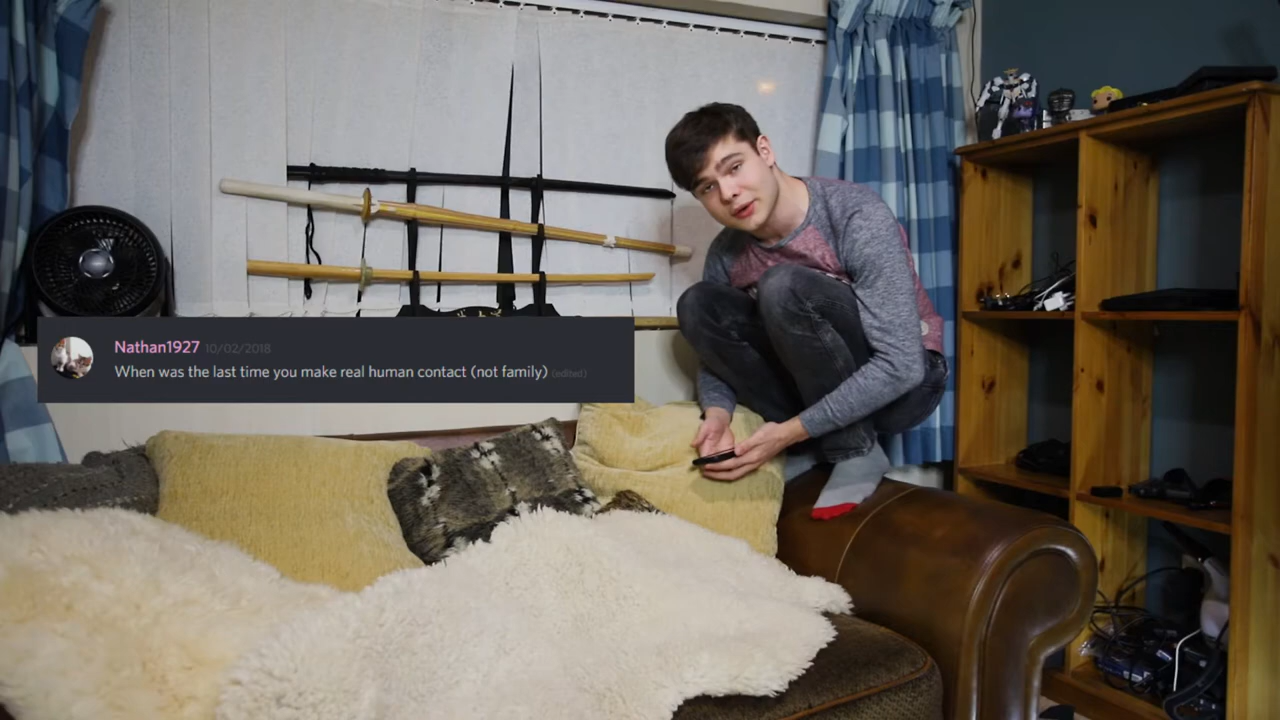 Nathan1927 10/02/2018
When was the last time you make real human contact (not family) (edited)